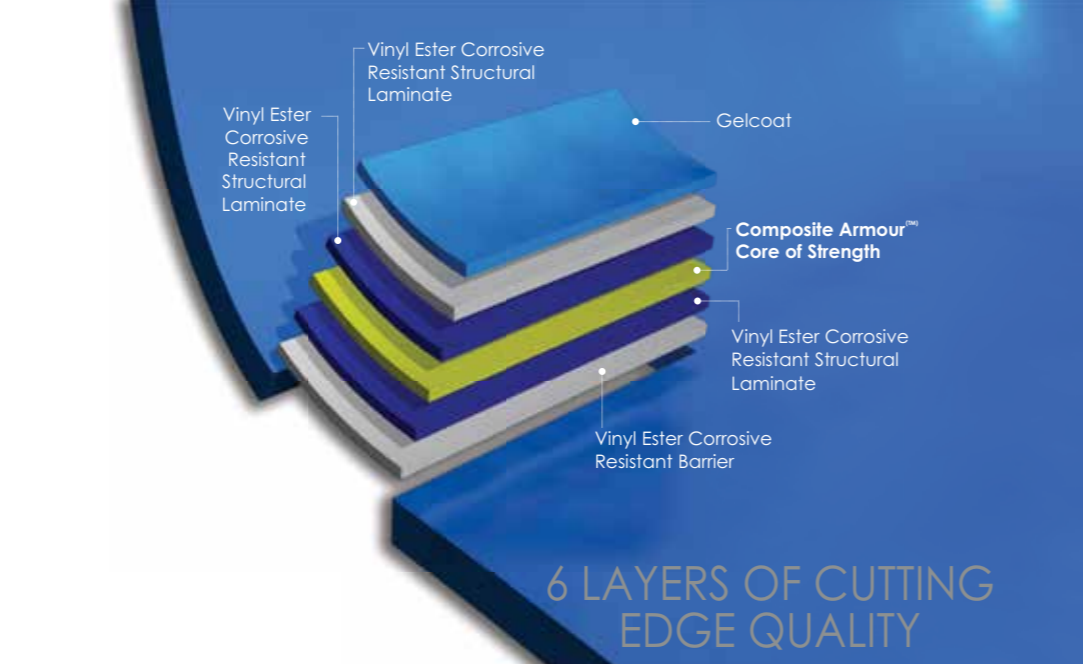 Vinyl Ester Corrosive
Resistant Structural
Laminate
Vinyl Ester
Corrosive
Resistant
Structural
Laminate
Gelcoat
Composite Armour(TM)
Core of Strength
Vinyl Ester Corrosive
Resistant Structural
Laminate
Vinyl Ester Corrosive
Resistant Barrier
6 LAYERS OF CUTTING
EDGE QUALITY